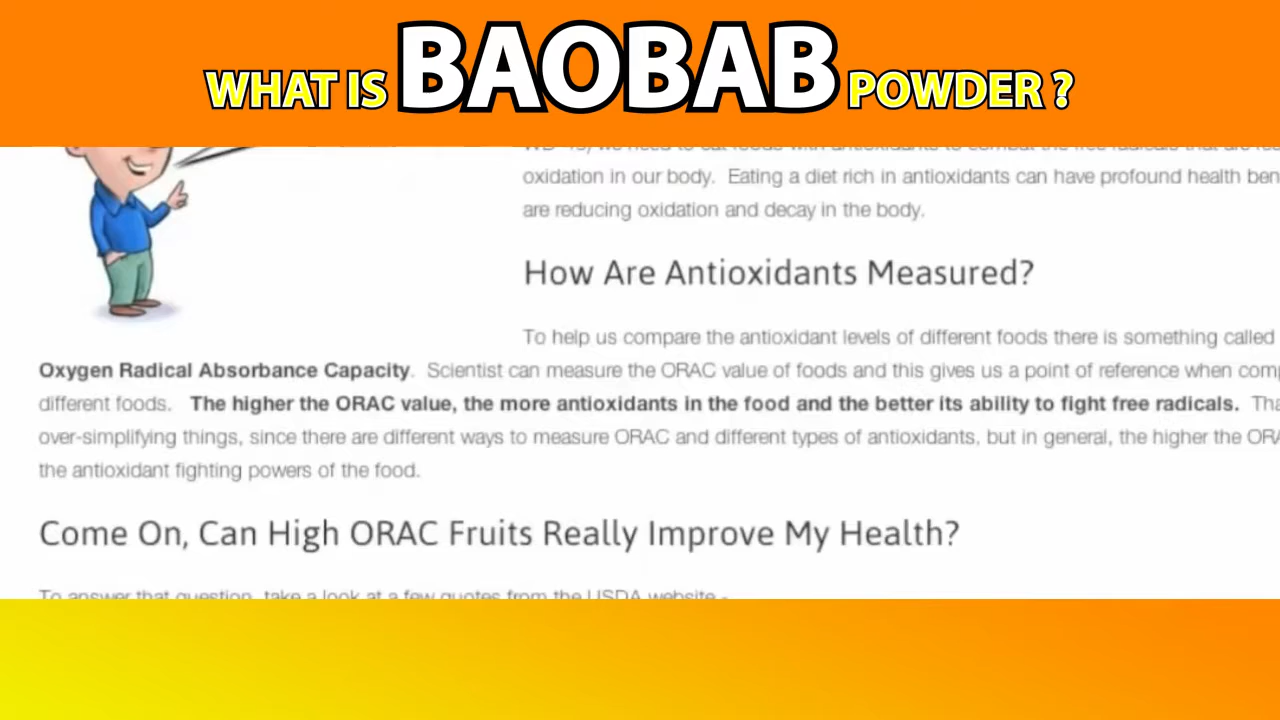 WHAT IS BAOBAB POWDER ?
oxidation in our body. Eating a diet rich in antioxidants can have profound health ben
are reducing oxidation and decay in the body.
How Are Antioxidants Measured?
To help us compare the antioxidant levels of different foods there is something called
Oxygen Radical Absorbance Capacity. Scientist can measure the ORAC value of foods and this gives us a point of reference when comp
different foods. The higher the ORAC value, the more antioxidants in the food and the better its ability to fight free radicals. Tha
over-simplifying things, since there are different ways to measure ORAC and different types of antioxidants, but in general, the higher the ORA
the antioxidant fighting powers of the food.
Come On, Can High ORAC Fruits Really Improve My Health?
To answer that question, take a look at a few quotes from the USDA website -